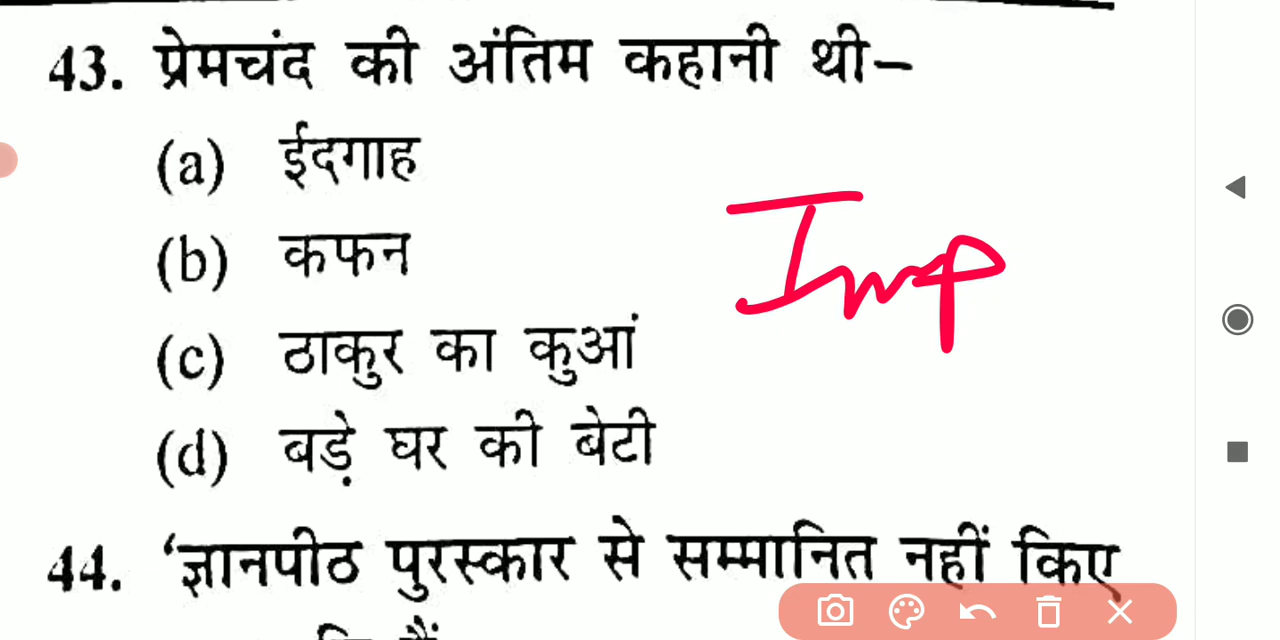 43. प्रेमचंद की अंतिम कहानी थी–
(a) ईदगाह
(b) कफन
Imp
(c) ठाकुर का कुआं
(d) बड़े घर की बेटी
44. ‘ज्ञानपीठ पुरस्कार से सम्मानित नहीं किए